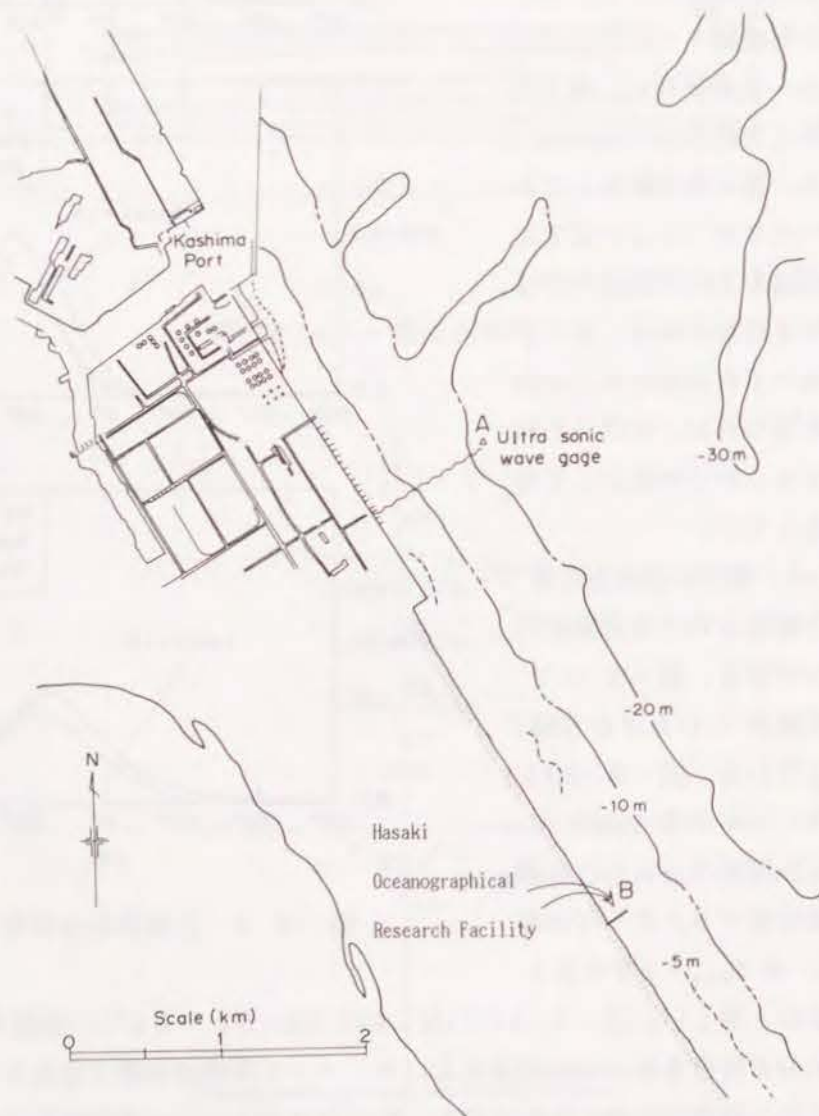 Kashima
Port
A
Ultra sonic
wave gage
-30m
-20m
-10m
N
Hasaki
Oceanographical
Research Facility
B
-5m
Scale (km)
0 1 2